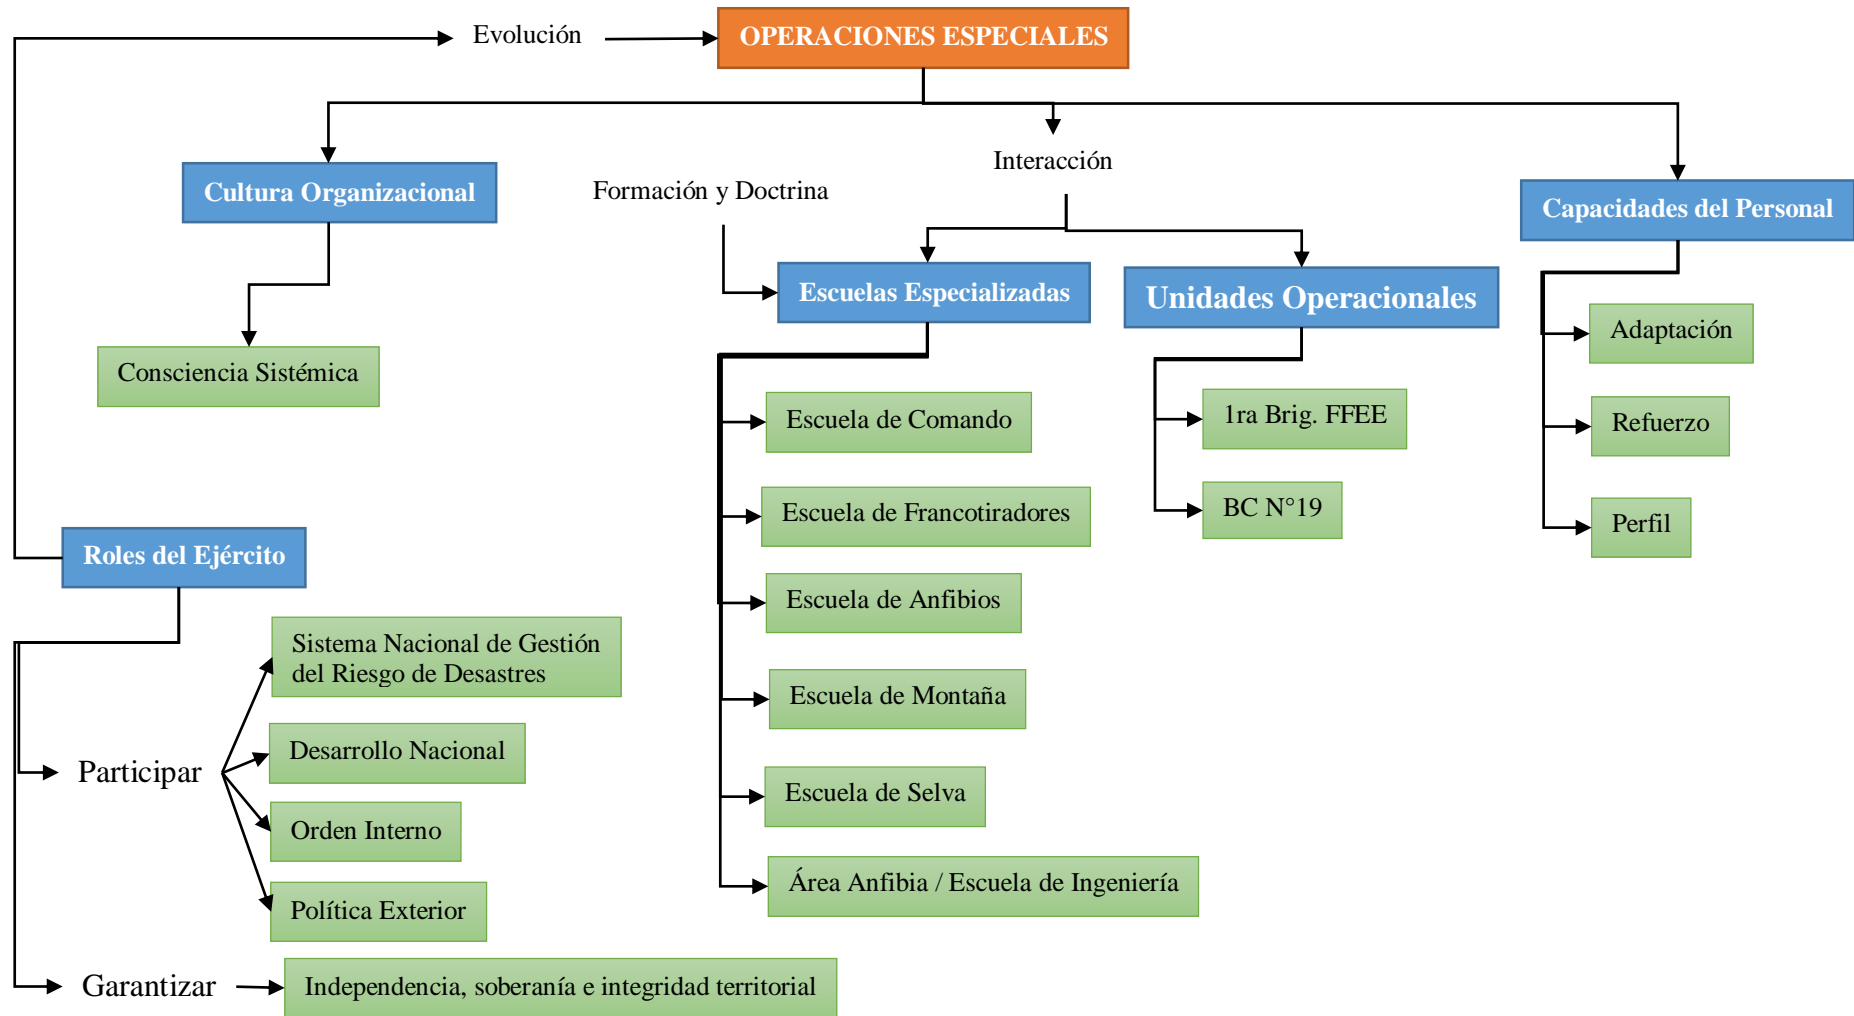 Evolución
OPERACIONES ESPECIALES
Interacción
Cultura Organizacional
Formación y Doctrina
Capacidades del Personal
Escuelas Especializadas
Unidades Operacionales
Adaptación
Consciencia Sistémica
Escuela de Comando
1ra Brig. FFEE
Refuerzo
Escuela de Francotiradores
BC N°19
Perfil
Roles del Ejército
Escuela de Anfibios
Sistema Nacional de Gestión
del Riesgo de Desastres
Escuela de Montaña
Desarrollo Nacional
Participar
Escuela de Selva
Orden Interno
Área Anfibia / Escuela de Ingeniería
Política Exterior
Garantizar
Independencia, soberanía e integridad territorial